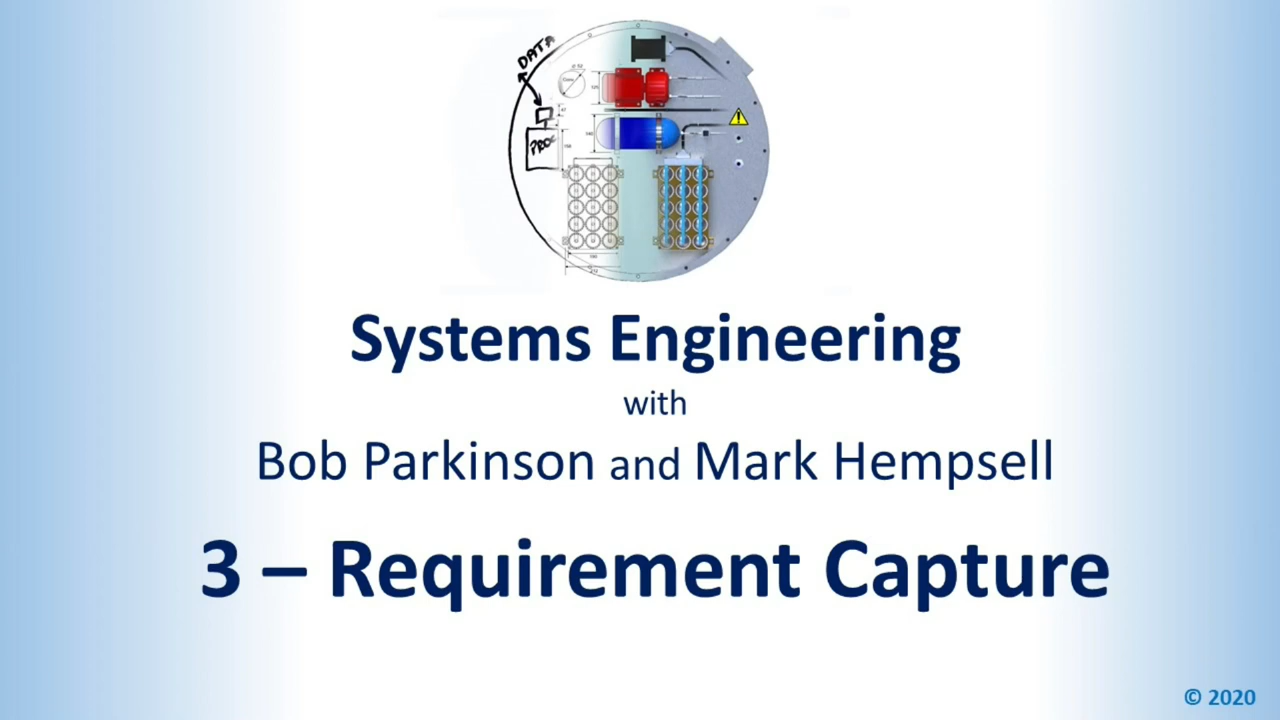 DATA
PROC
Systems Engineering
with
Bob Parkinson and Mark Hempsell
3 – Requirement Capture
© 2020